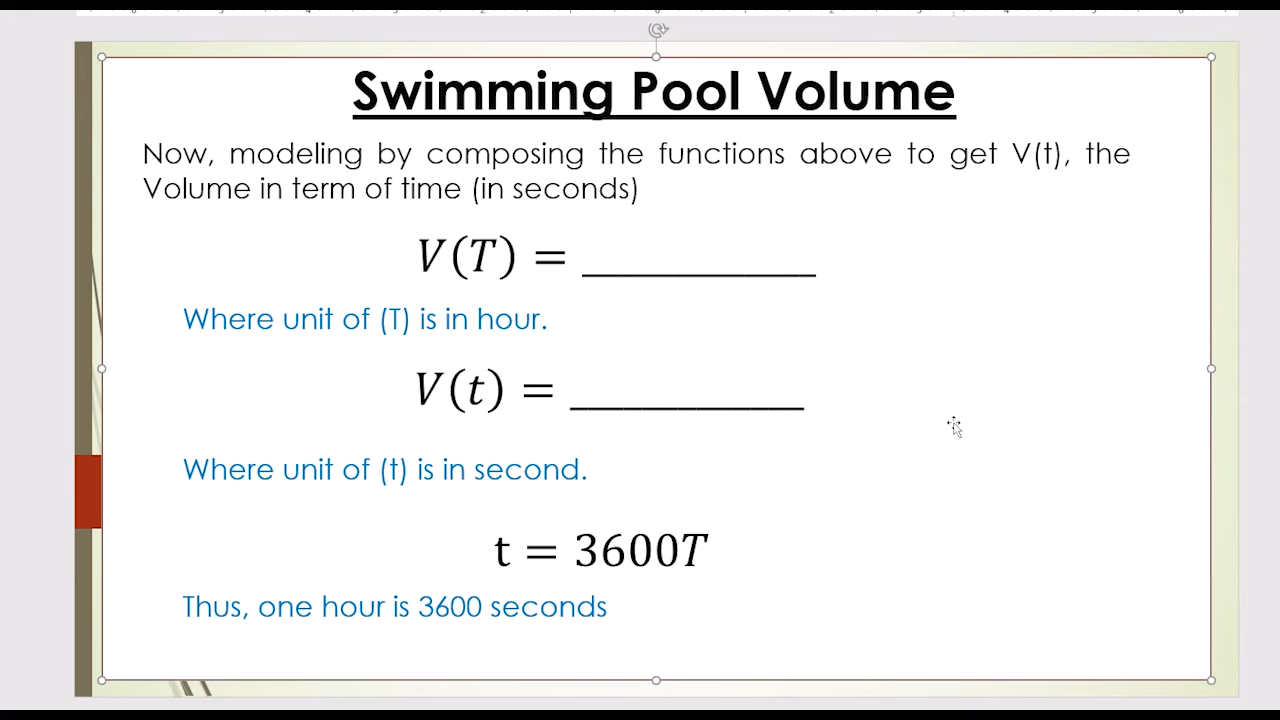 Swimming Pool Volume
Now, modeling by composing the functions above to get V(t), the
Volume in term of time (in seconds)
V(T) = __________
Where unit of (T) is in hour.
V(t) = __________
Where unit of (t) is in second.
t = 3600T
Thus, one hour is 3600 seconds